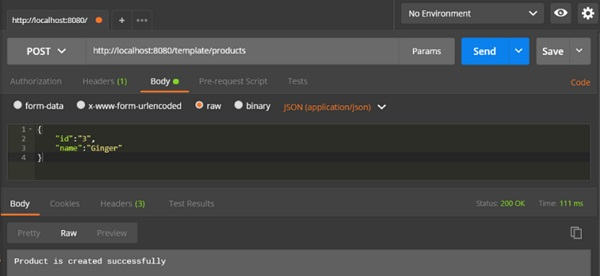 http://localhost:8080/
No Environment
POST http://localhost:8080/template/products Params Send Save
Authorization Headers (1) Body Pre-request Script Tests Code
form-data x-www-form-urlencoded raw binary JSON (application/json)
1 {
2 "id":"3",
3 "name":"Ginger"
4 }
Body Cookies Headers (3) Test Results Status: 200 OK Time: 111 ms
Pretty Raw Preview
Product is created successfully